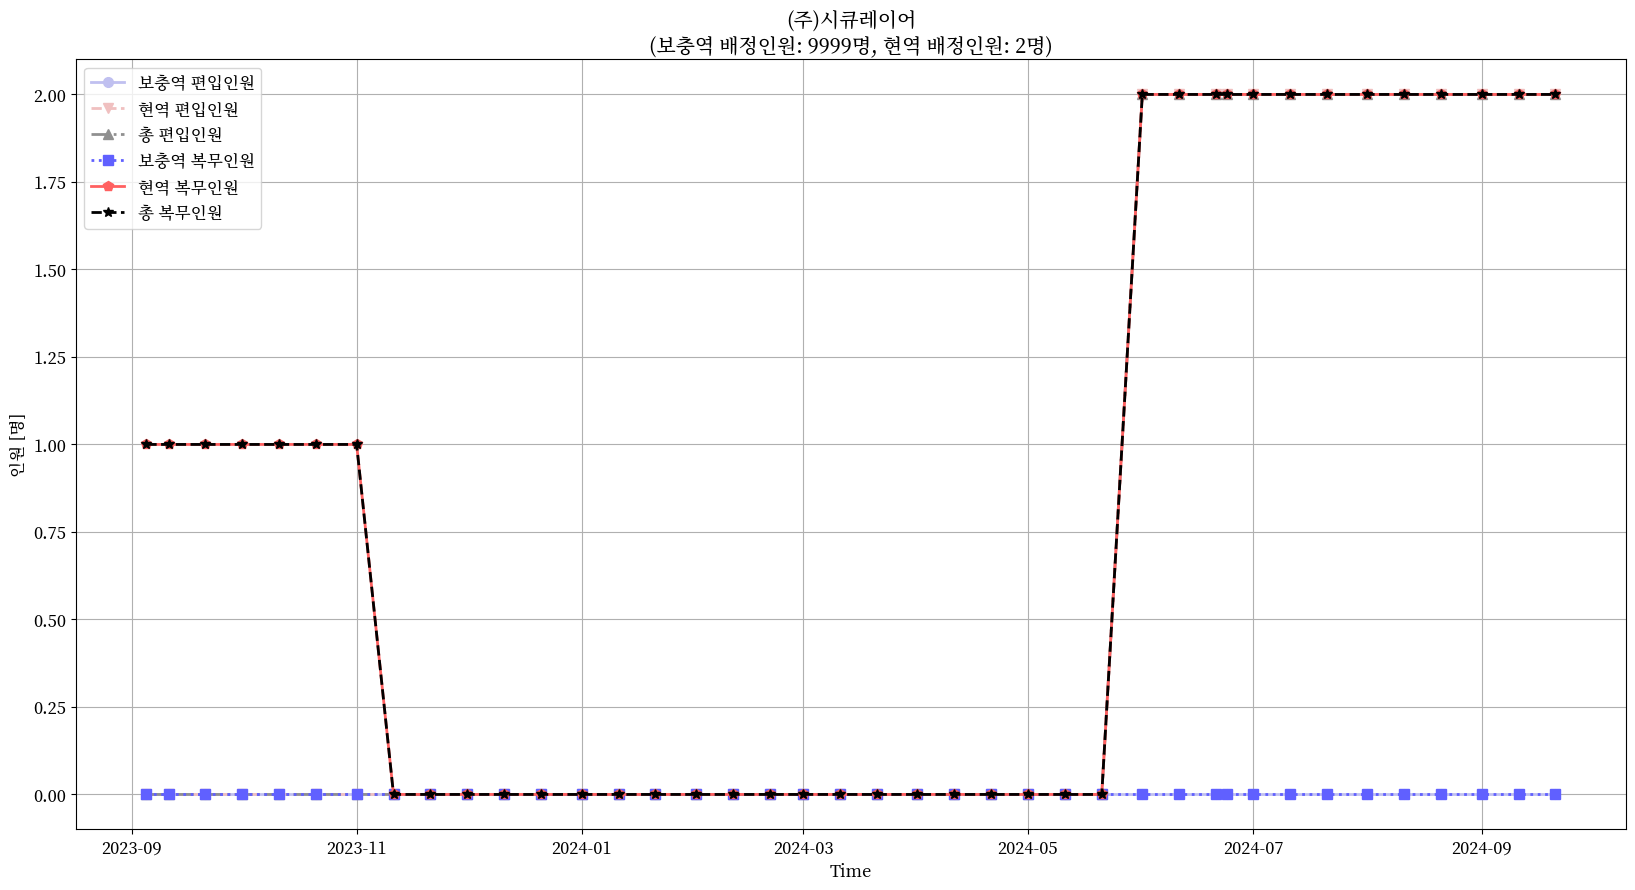 (주)시큐레이어
(보충역 배정인원: 9999명, 현역 배정인원: 2명)
보충역 편입인원
현역 편입인원
총 편입인원
보충역 복무인원
현역 복무인원
총 복무인원
2.00
1.75
1.50
1.25
1.00
0.75
0.50
0.25
0.00
인원 [명]
2023-09
2023-11
2024-01
2024-03
2024-05
2024-07
2024-09
Time